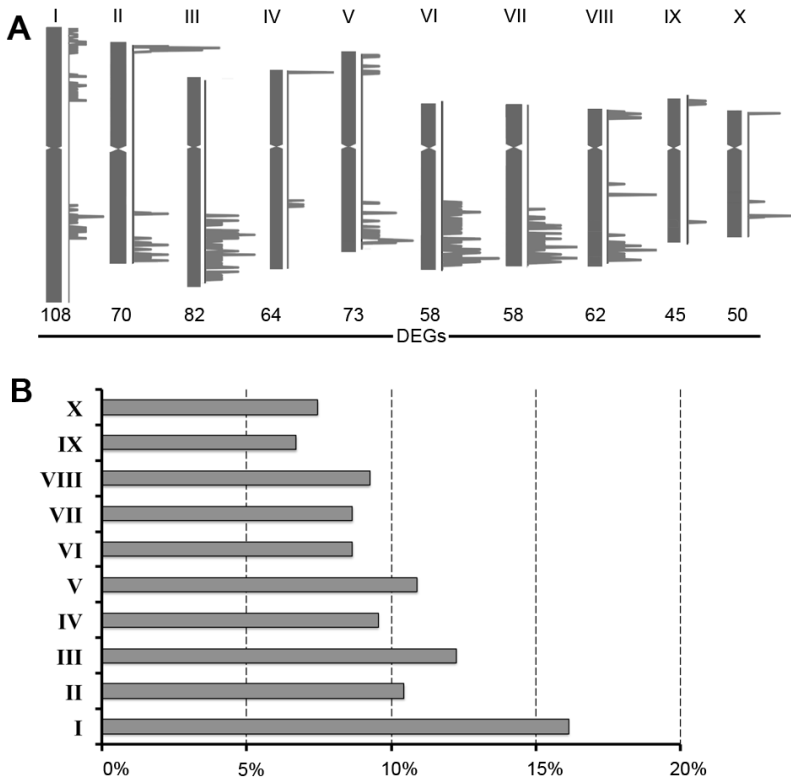 A
I II III IV V VI VII VIII IX X
108 70 82 64 73 58 58 62 45 50
DEGs
B
X
IX
VIII
VII
VI
V
IV
III
II
I
0% 5% 10% 15% 20%